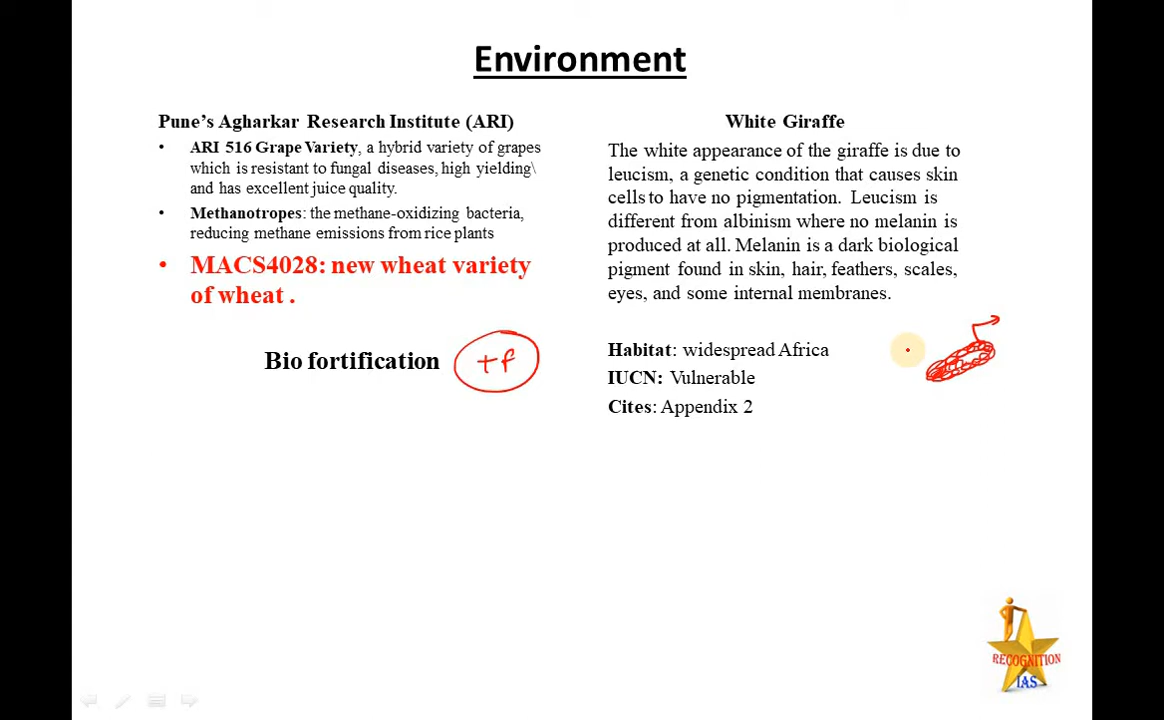 Environment
Pune's Agharkar Research Institute (ARI)
• ARI 516 Grape Variety, a hybrid variety of grapes
which is resistant to fungal diseases, high yielding\
and has excellent juice quality.
• Methanotropes: the methane-oxidizing bacteria,
reducing methane emissions from rice plants
• MACS4028: new wheat variety
of wheat .
Bio fortification
+f
White Giraffe
The white appearance of the giraffe is due to
leucism, a genetic condition that causes skin
cells to have no pigmentation. Leucism is
different from albinism where no melanin is
produced at all. Melanin is a dark biological
pigment found in skin, hair, feathers, scales,
eyes, and some internal membranes.
Habitat: widespread Africa
IUCN: Vulnerable
Cites: Appendix 2
RECOGNITION
IAS